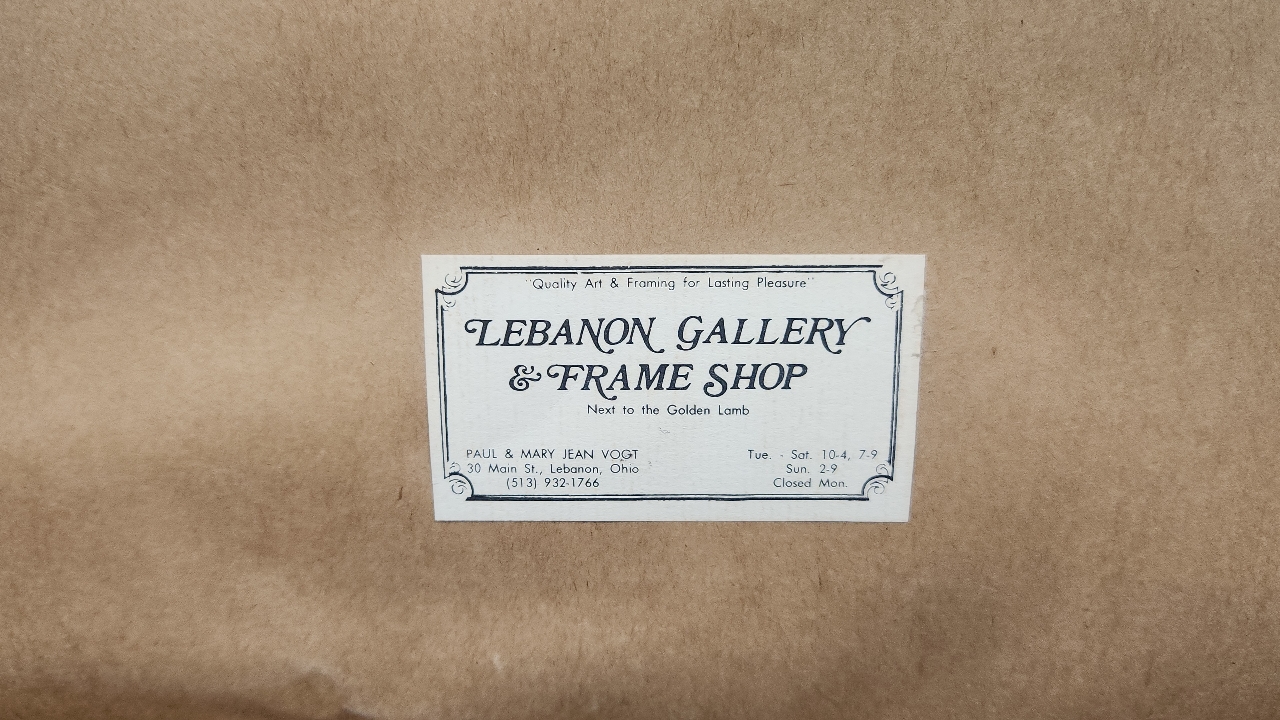 "Quality Art & Framing for Lasting Pleasure"
LEBANON GALLERY
& FRAME SHOP
Next to the Golden Lamb
PAUL & MARY JEAN VOGT
30 Main St., Lebanon, Ohio
(513) 932-1766
Tue. - Sat. 10-4, 7-9
Sun. 2-9
Closed Mon.